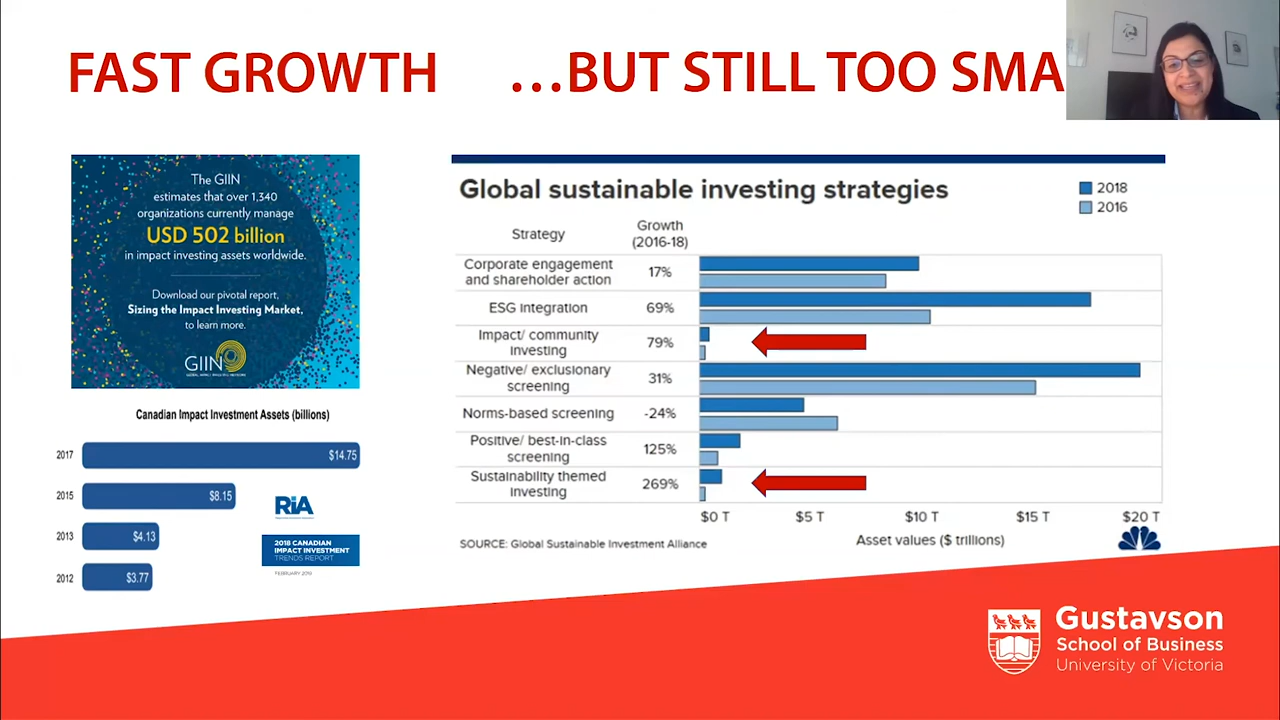 FAST GROWTH …BUT STILL TOO SMA
The GIIN
estimates that over 1,340
organizations currently manage
USD 502 billion
in impact investing assets worldwide.
Download our pivotal report,
Sizing the Impact Investing Market,
to learn more.
GIIN
GLOBAL IMPACT INVESTING NETWORK
Canadian Impact Investment Assets (billions)
2017 $14.75
2015 $8.15
2013 $4.13
2012 $3.77
RiA
2018 CANADIAN
IMPACT INVESTMENT
TRENDS REPORT
FEBRUARY 2019
Global sustainable investing strategies
2018
2016
Strategy
Growth
(2016-18)
Corporate engagement
and shareholder action
17%
ESG integration
69%
Impact/ community
investing
79%
Negative/ exclusionary
screening
31%
Norms-based screening
-24%
Positive/ best-in-class
screening
125%
Sustainability themed
investing
269%
$0 T $5 T $10 T $15 T $20 T
Asset values ($ trillions)
SOURCE: Global Sustainable Investment Alliance
Gustavson
School of Business
University of Victoria